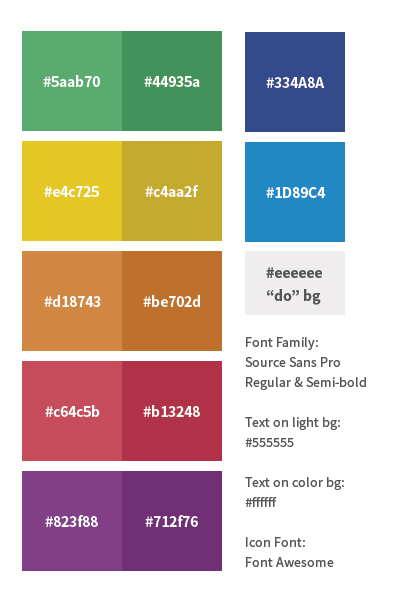 #5aab70 #44935a
#e4c725 #c4aa2f
#d18743 #be702d
#c64c5b #b13248
#823f88 #712f76
#334A8A
#1D89C4
#eeeeee
“do” bg
Font Family:
Source Sans Pro
Regular & Semi-bold
Text on light bg:
#555555
Text on color bg:
#ffffff
Icon Font:
Font Awesome